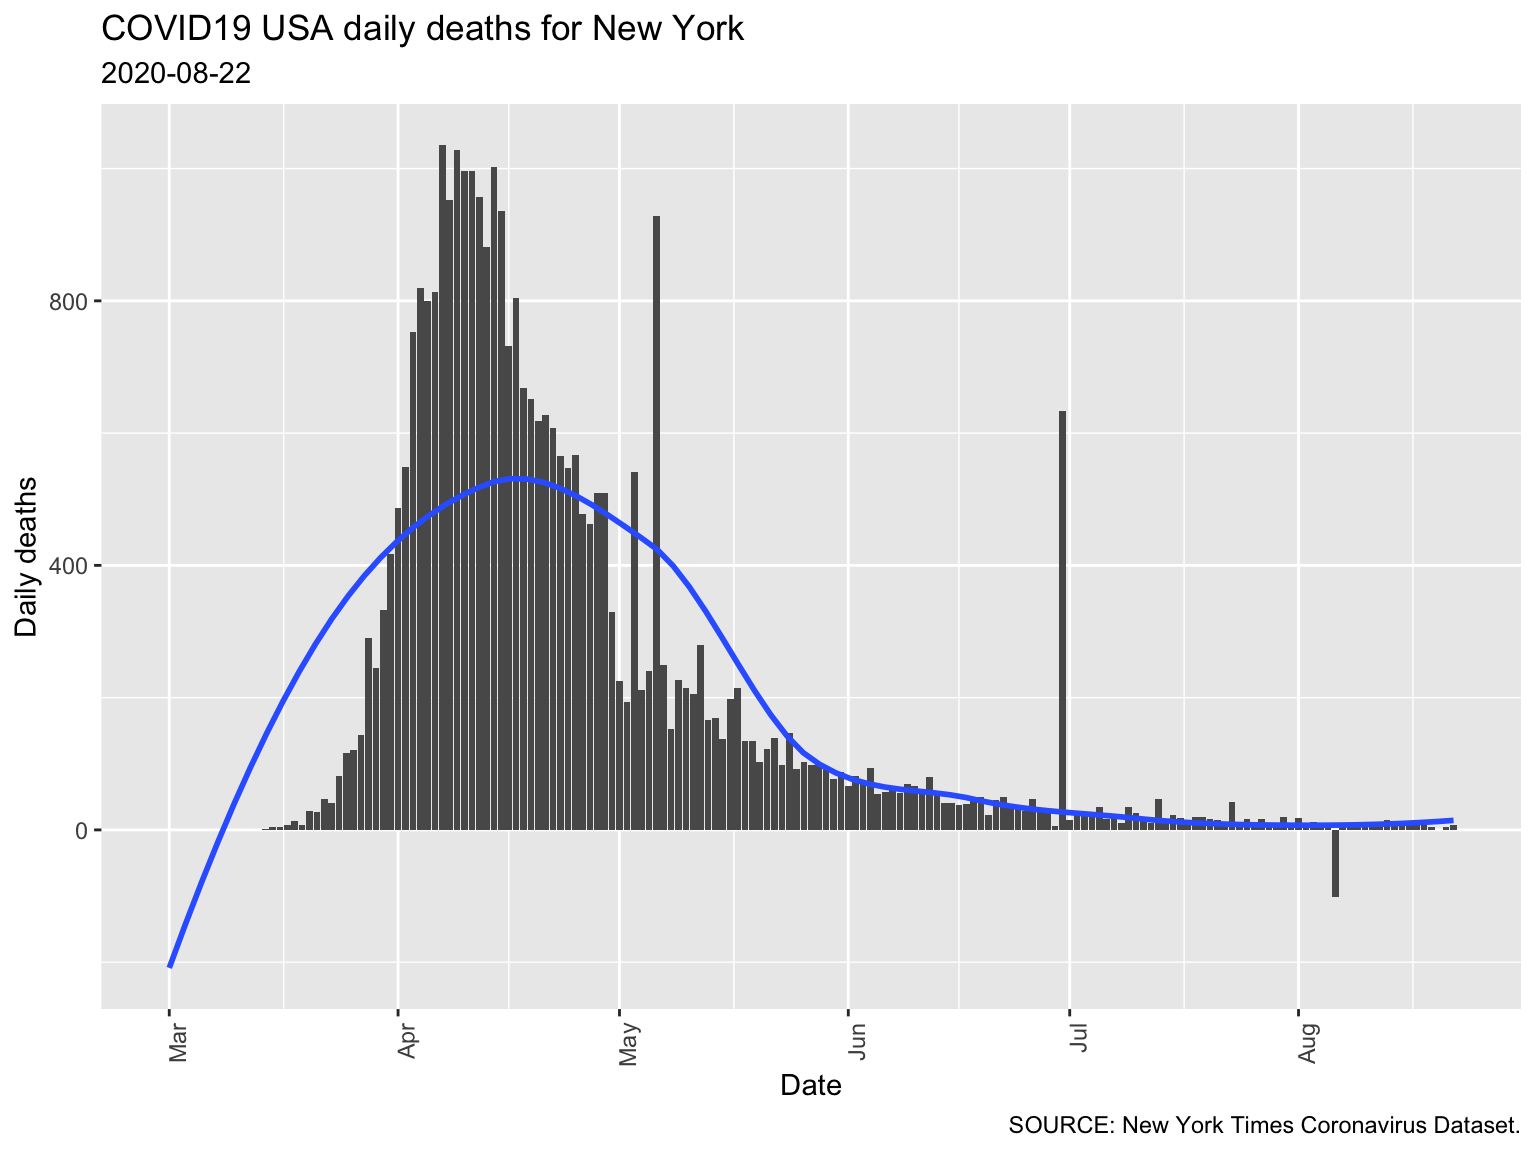 COVID19 USA daily deaths for New York
2020-08-22
Daily deaths
800
400
0
Mar
Apr
May
Jun
Jul
Aug
Date
SOURCE: New York Times Coronavirus Dataset.